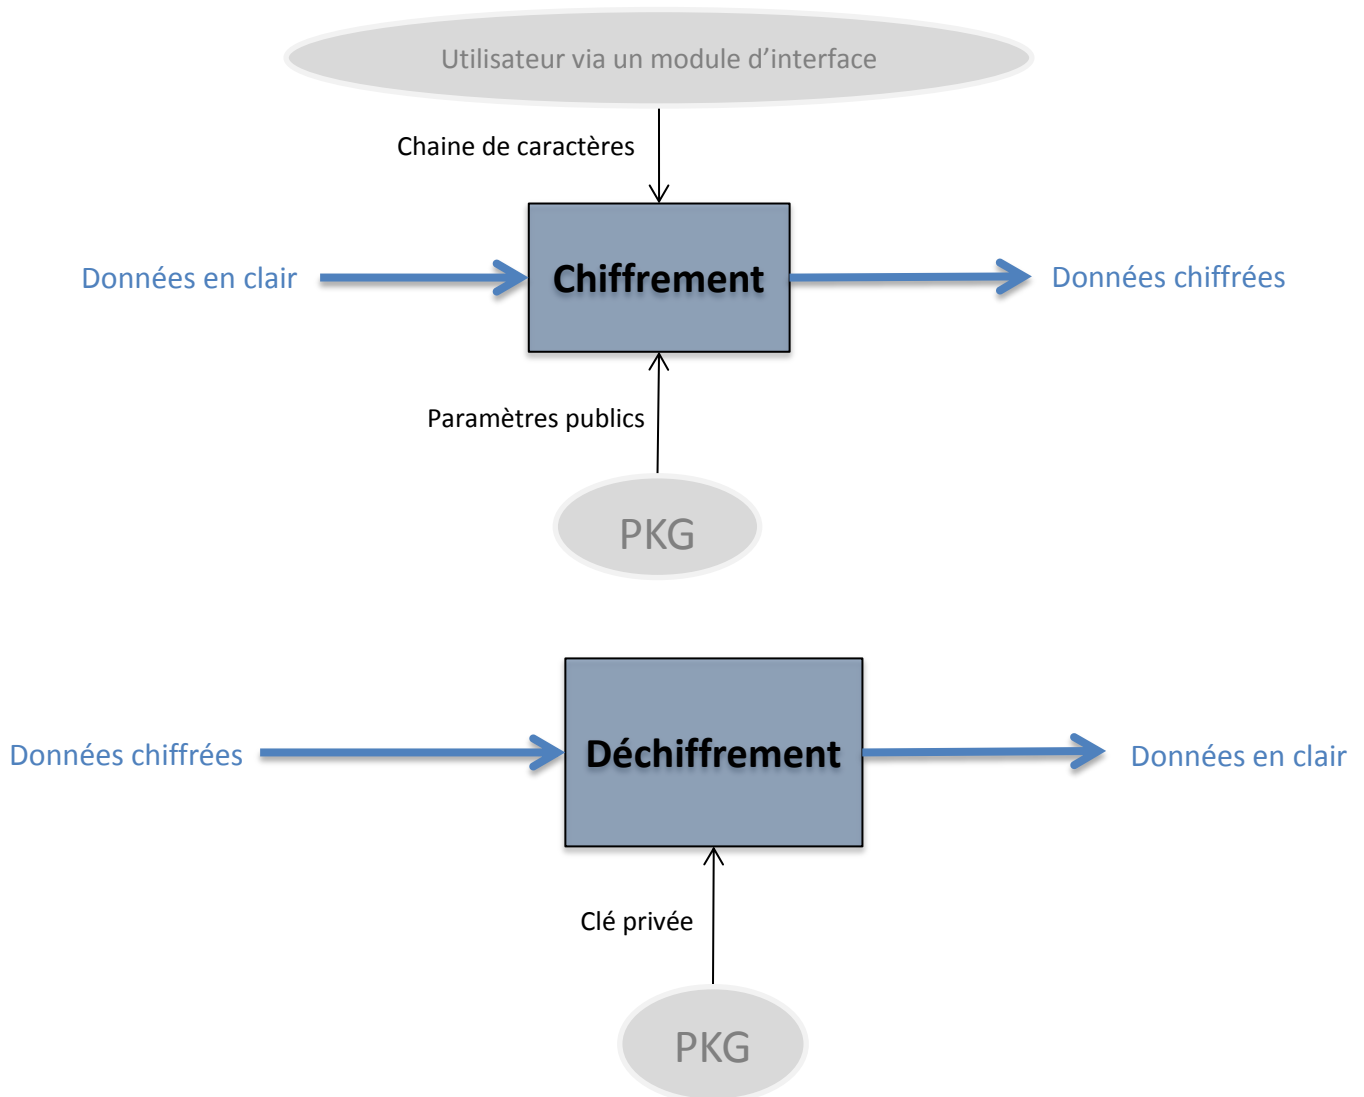 Utilisateur via un module d’interface
Chaine de caractères
Données en clair
Chiffrement
Données chiffrées
Paramètres publics
PKG
Données chiffrées
Déchiffrement
Données en clair
Clé privée
PKG